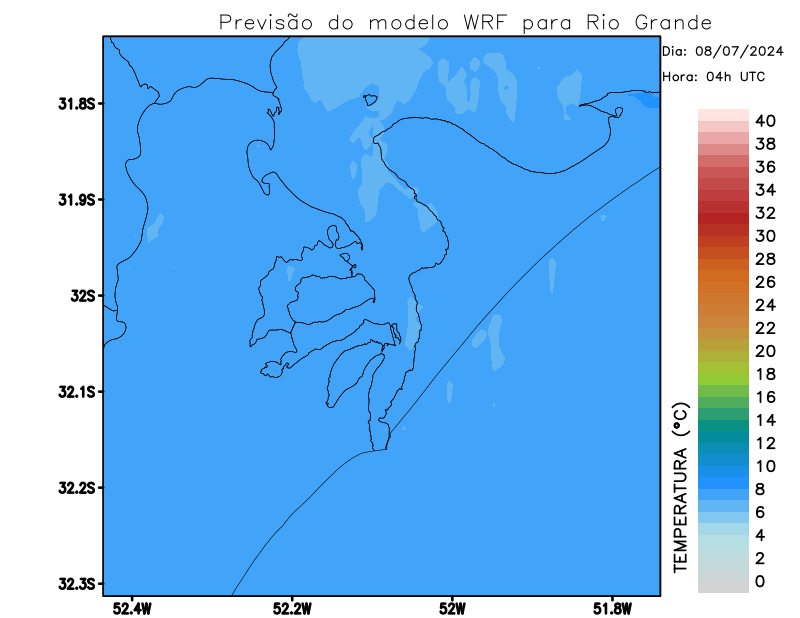 Previsão do modelo WRF para Rio Grande
Dia: 08/07/2024
Hora: 04h UTC
31.8S
31.9S
32S
32.1S
32.2S
32.3S
52.4W
52.2W
52W
51.8W
TEMPERATURA (°C)
40
38
36
34
32
30
28
26
24
22
20
18
16
14
12
10
8
6
4
2
0